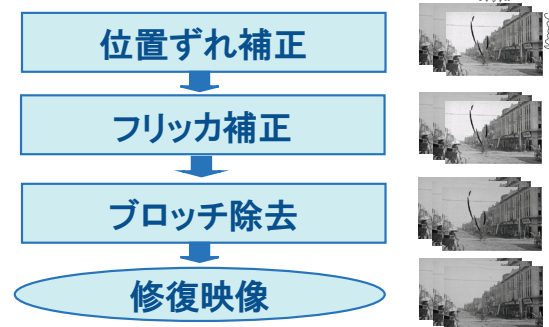 位置ずれ補正
フリッカ補正
ブロッチ除去
修復映像